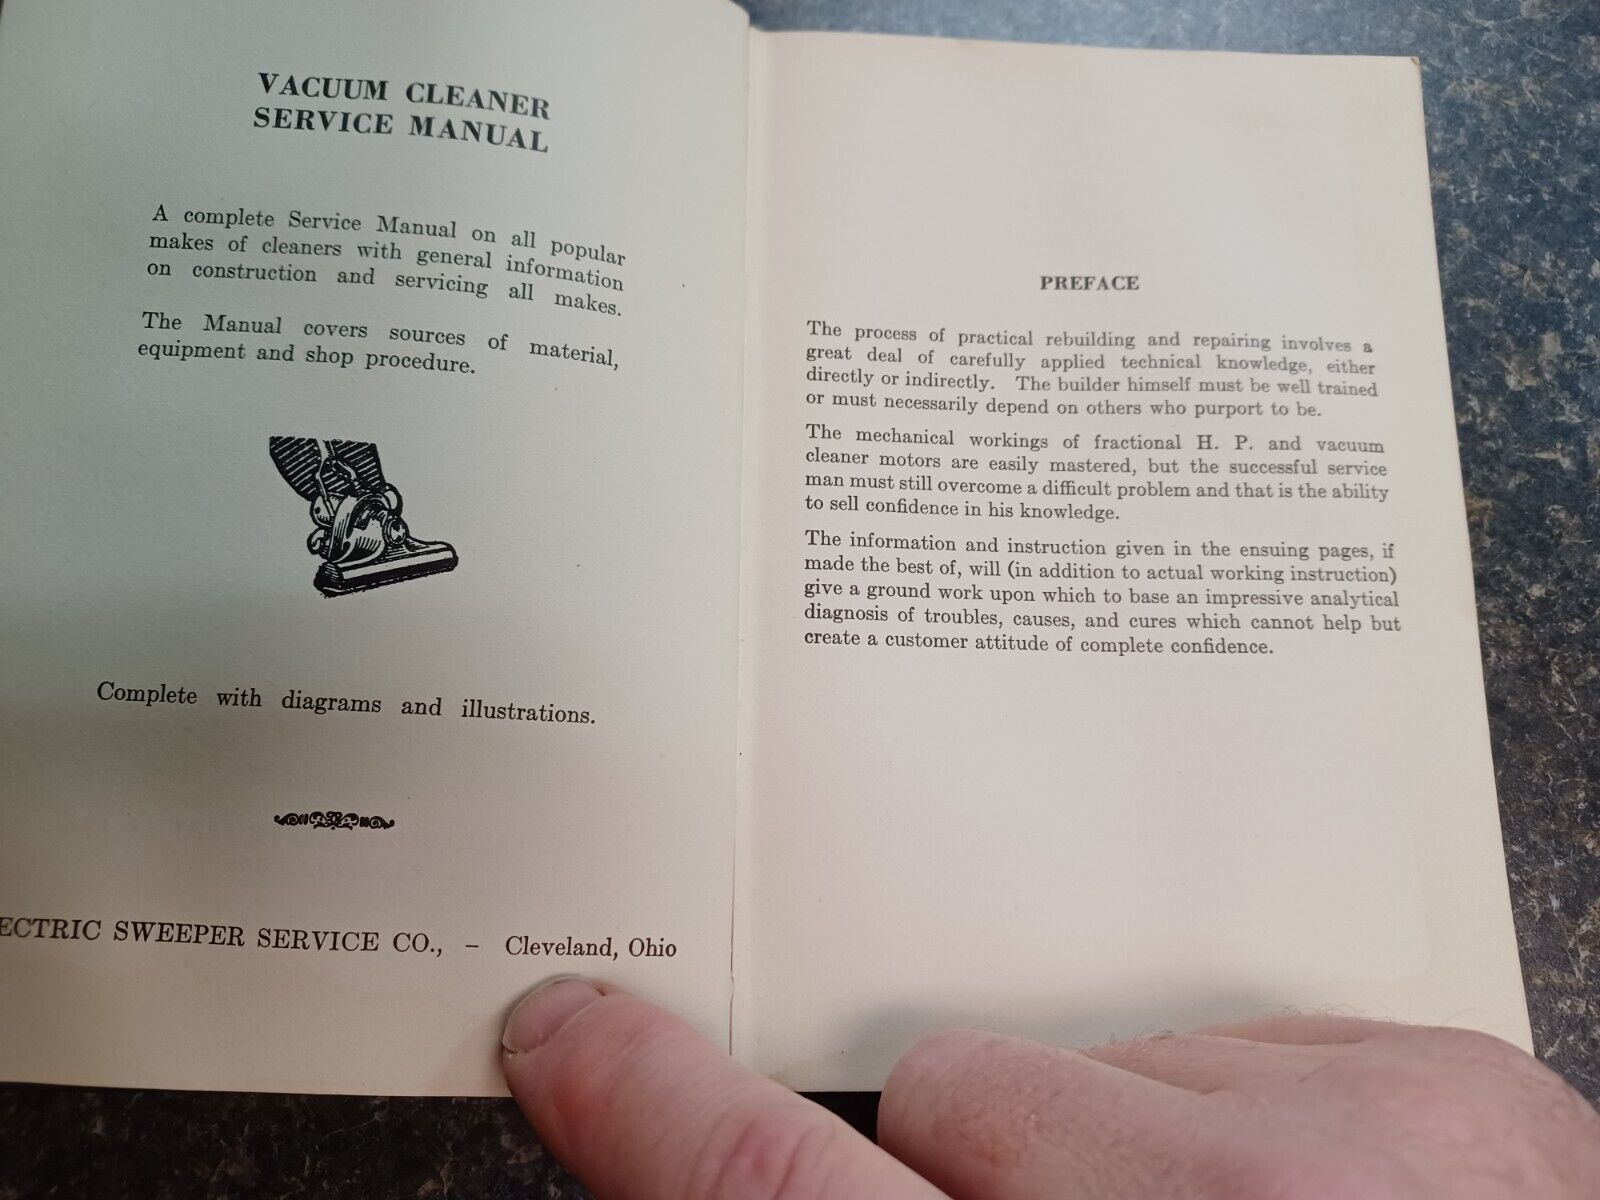 VACUUM CLEANER
SERVICE MANUAL
A complete Service Manual on all popular
makes of cleaners with general information
on construction and servicing all makes.
The Manual covers sources of material,
equipment and shop procedure.
Complete with diagrams and illustrations.
ECTRIC SWEEPER SERVICE CO., – Cleveland, Ohio
PREFACE
The process of practical rebuilding and repairing involves a
great deal of carefully applied technical knowledge, either
directly or indirectly. The builder himself must be well trained
or must necessarily depend on others who purport to be.
The mechanical workings of fractional H. P. and vacuum
cleaner motors are easily mastered, but the successful service
man must still overcome a difficult problem and that is the ability
to sell confidence in his knowledge.
The information and instruction given in the ensuing pages, if
made the best of, will (in addition to actual working instruction)
give a ground work upon which to base an impressive analytical
diagnosis of troubles, causes, and cures which cannot help but
create a customer attitude of complete confidence.